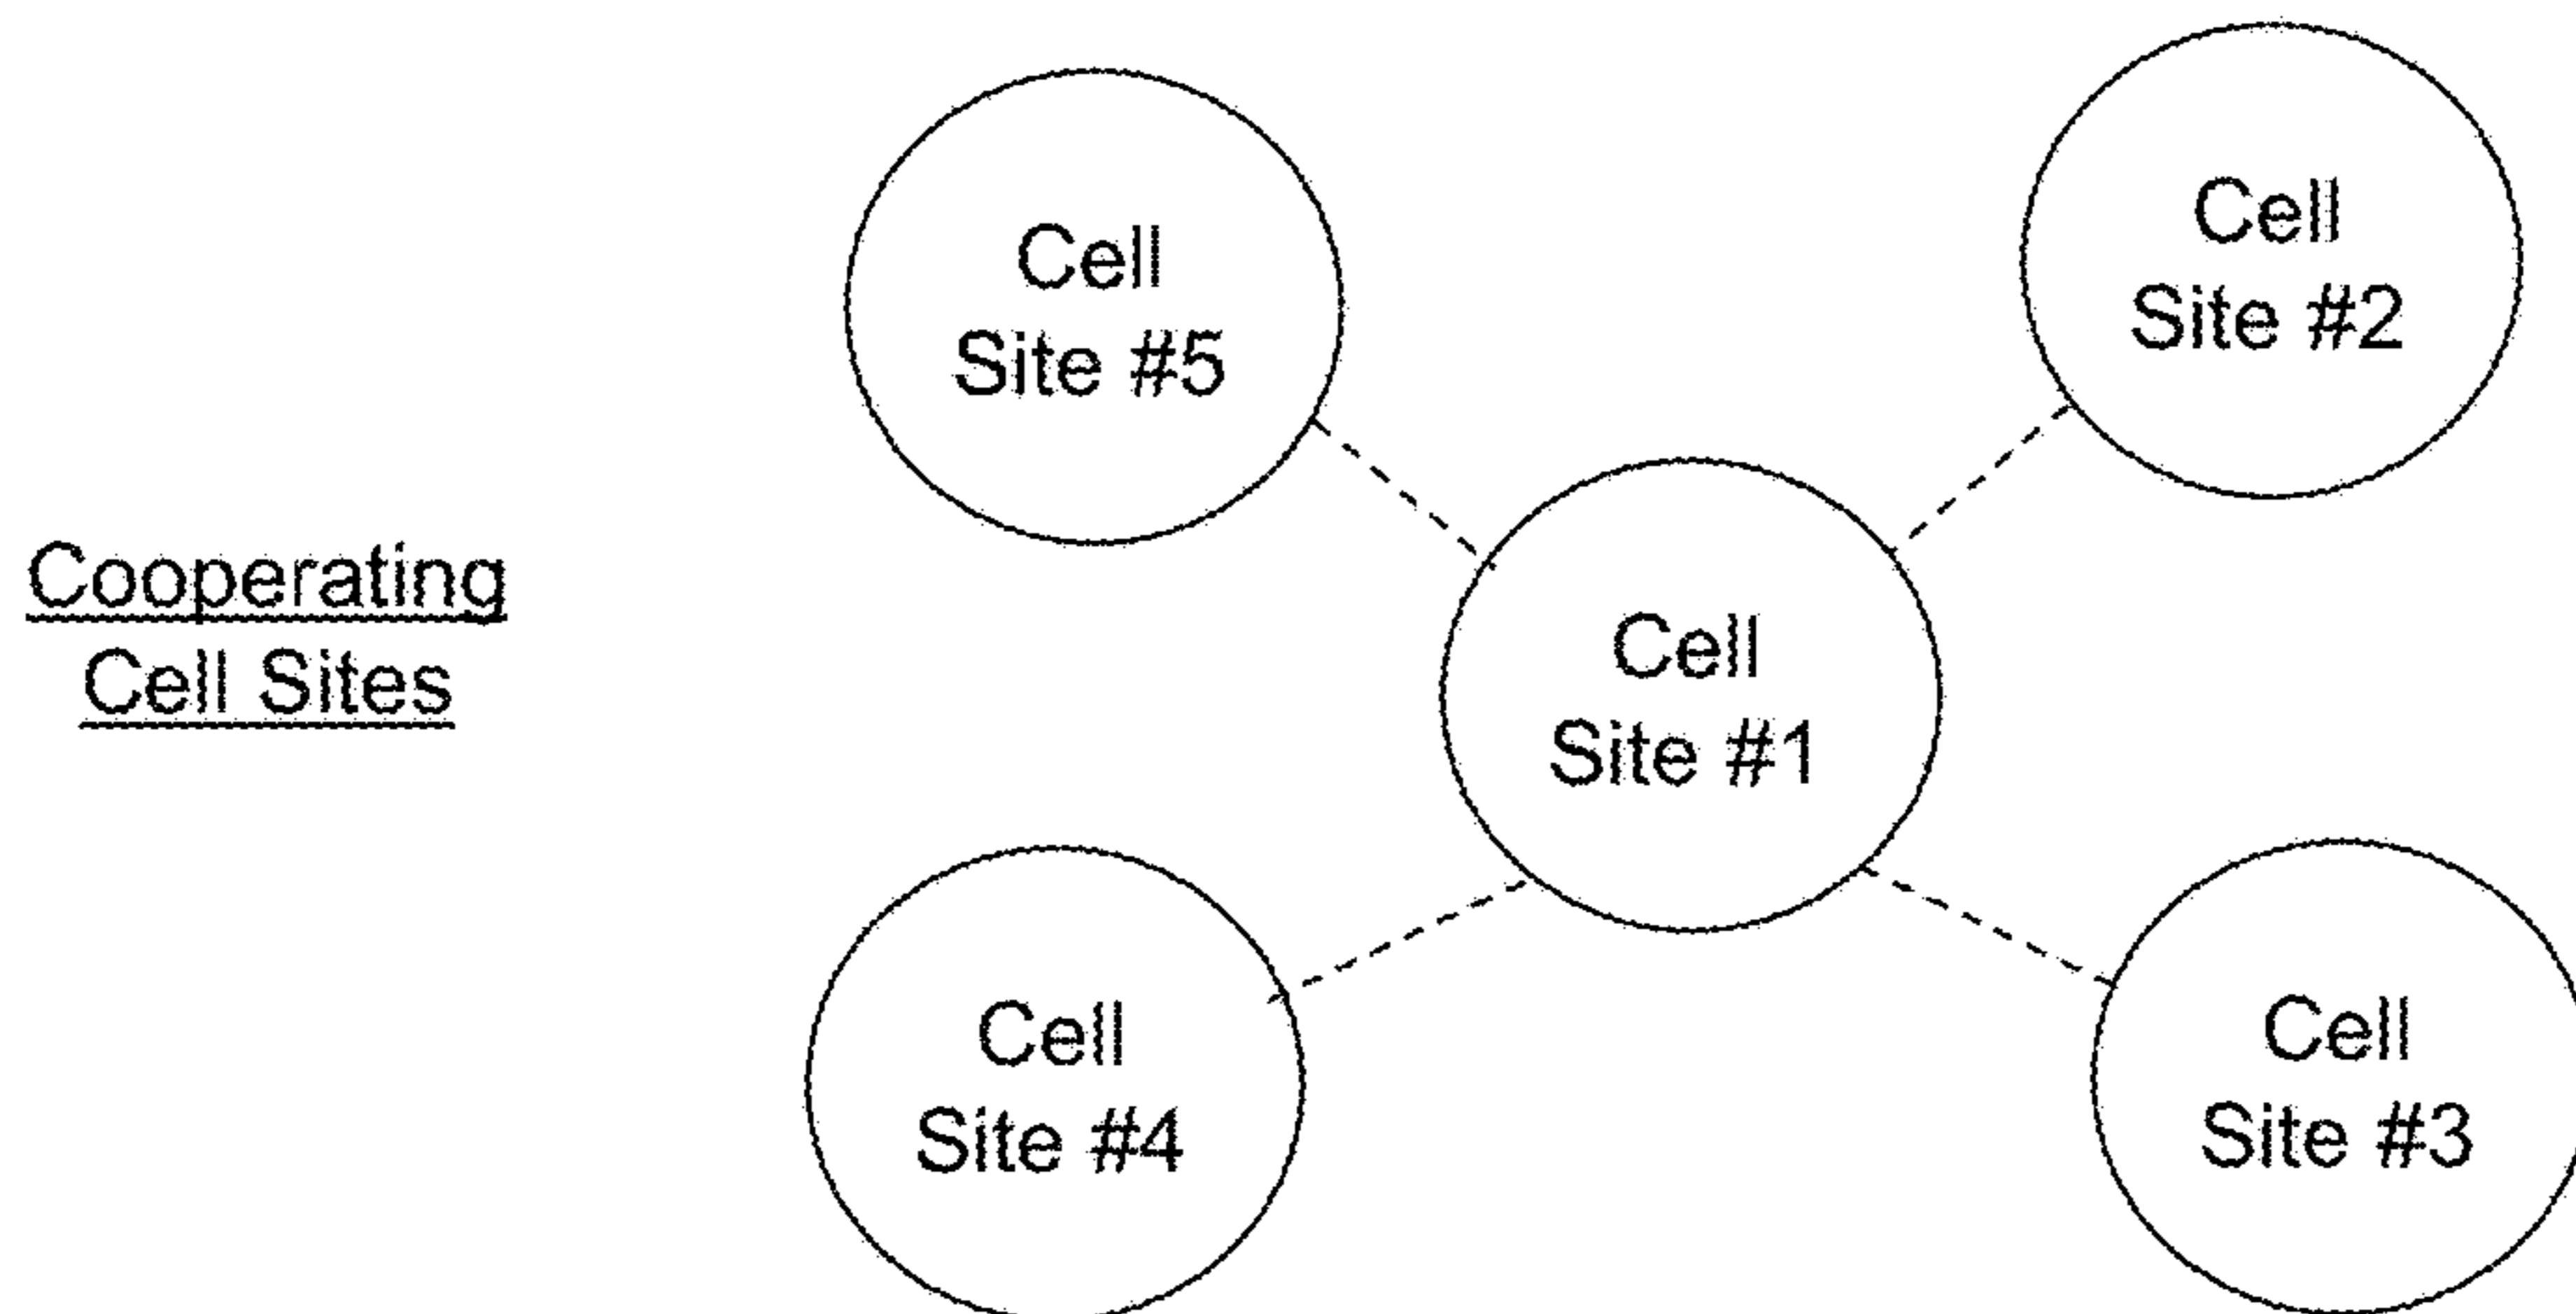 Cooperating
Cell Sites
Cell
Site #5
Cell
Site #2
Cell
Site #1
Cell
Site #4
Cell
Site #3